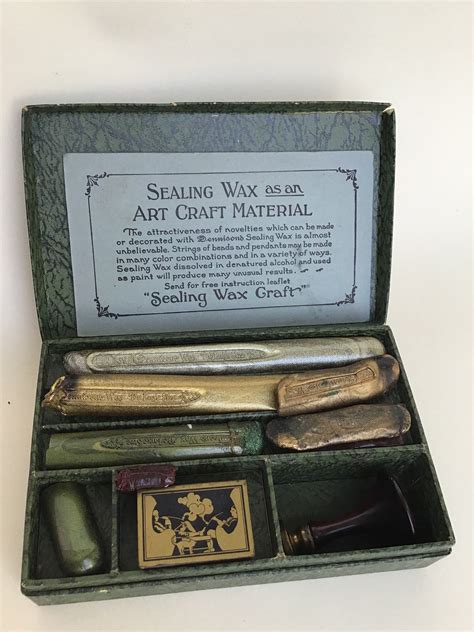 SEALING WAX AS AN
ART CRAFT MATERIAL
The attractiveness of novelties which can be made
or decorated with Dennison's Sealing Wax is almost
unbelievable. Strings of beads and pendants may be made
in many color combinations and in a variety of ways.
Sealing Wax dissolved in denatured alcohol and used
as paint will produce many unusual results.
Send for free instruction leaflet
"Sealing Wax Craft"